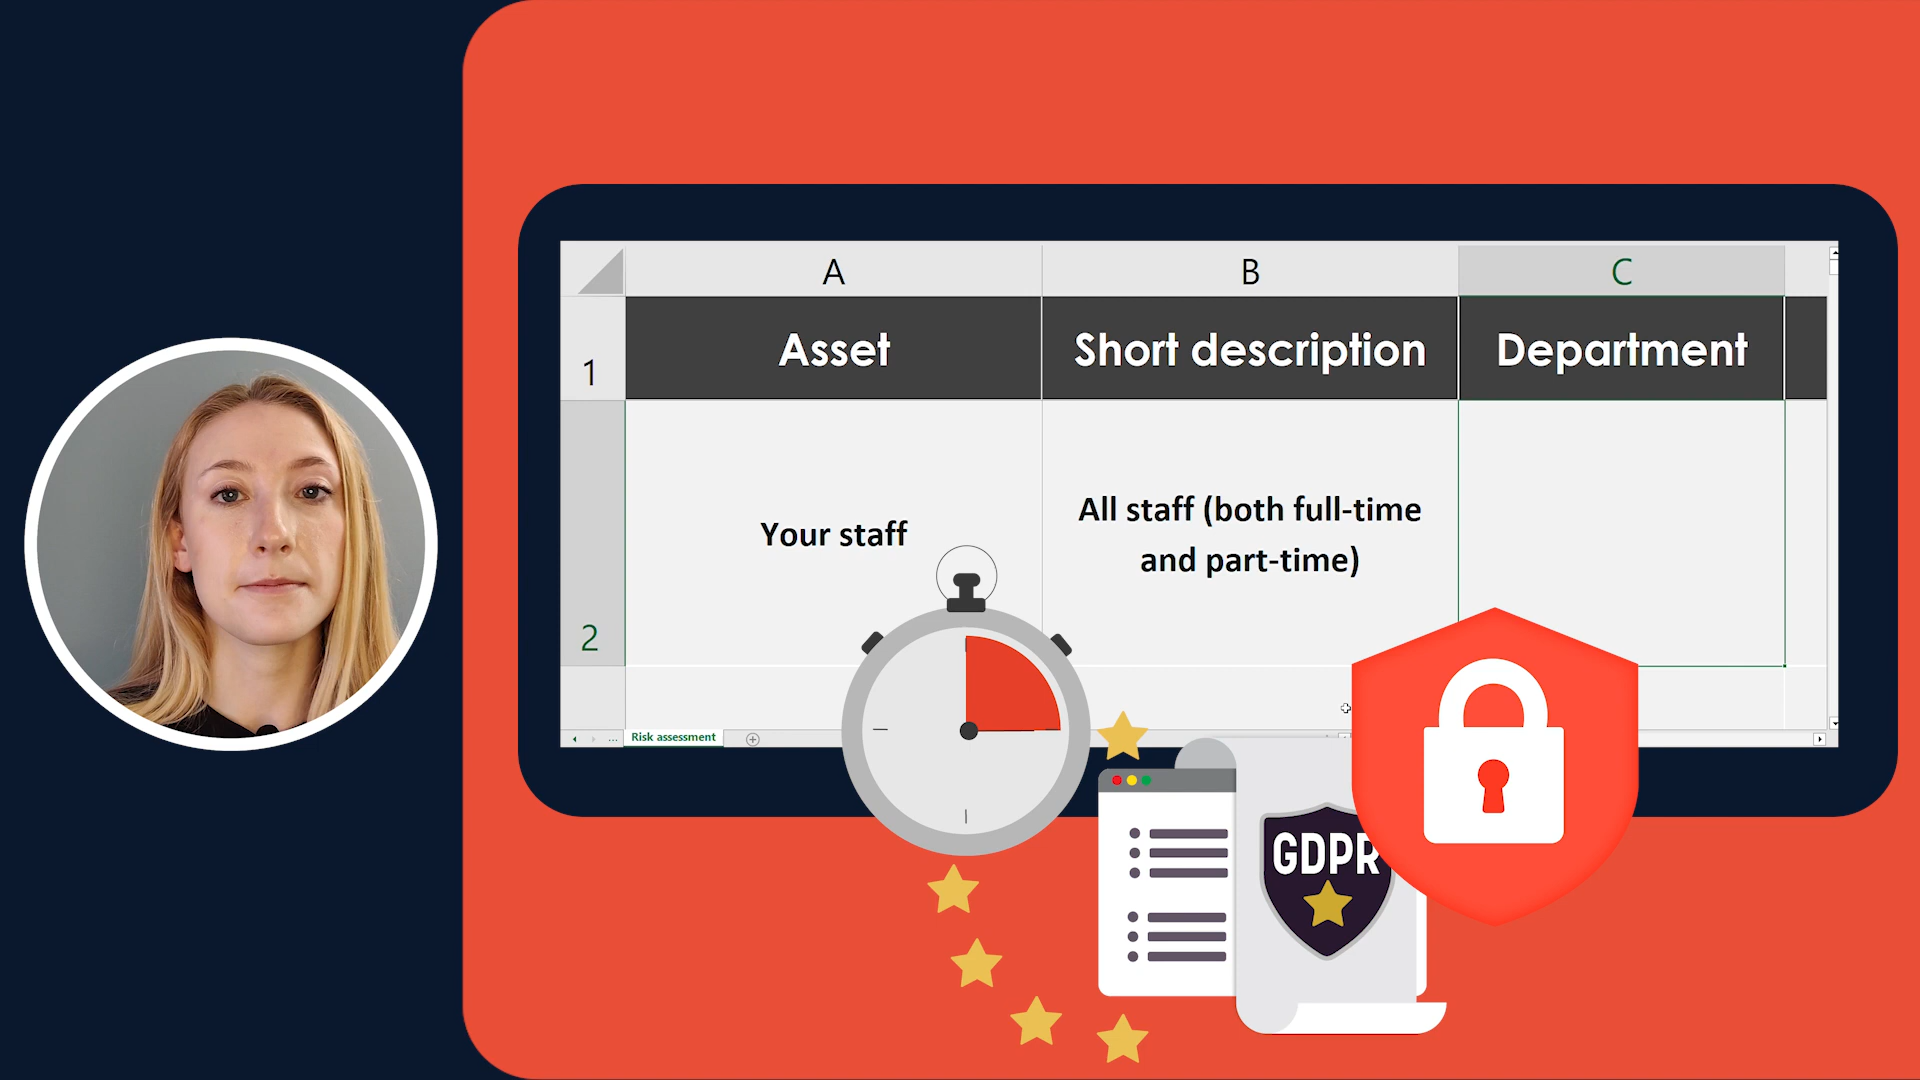 A B C
1 Asset Short description Department
Your staff
All staff (both full-time
and part-time)
2
... Risk assessment
GDPR